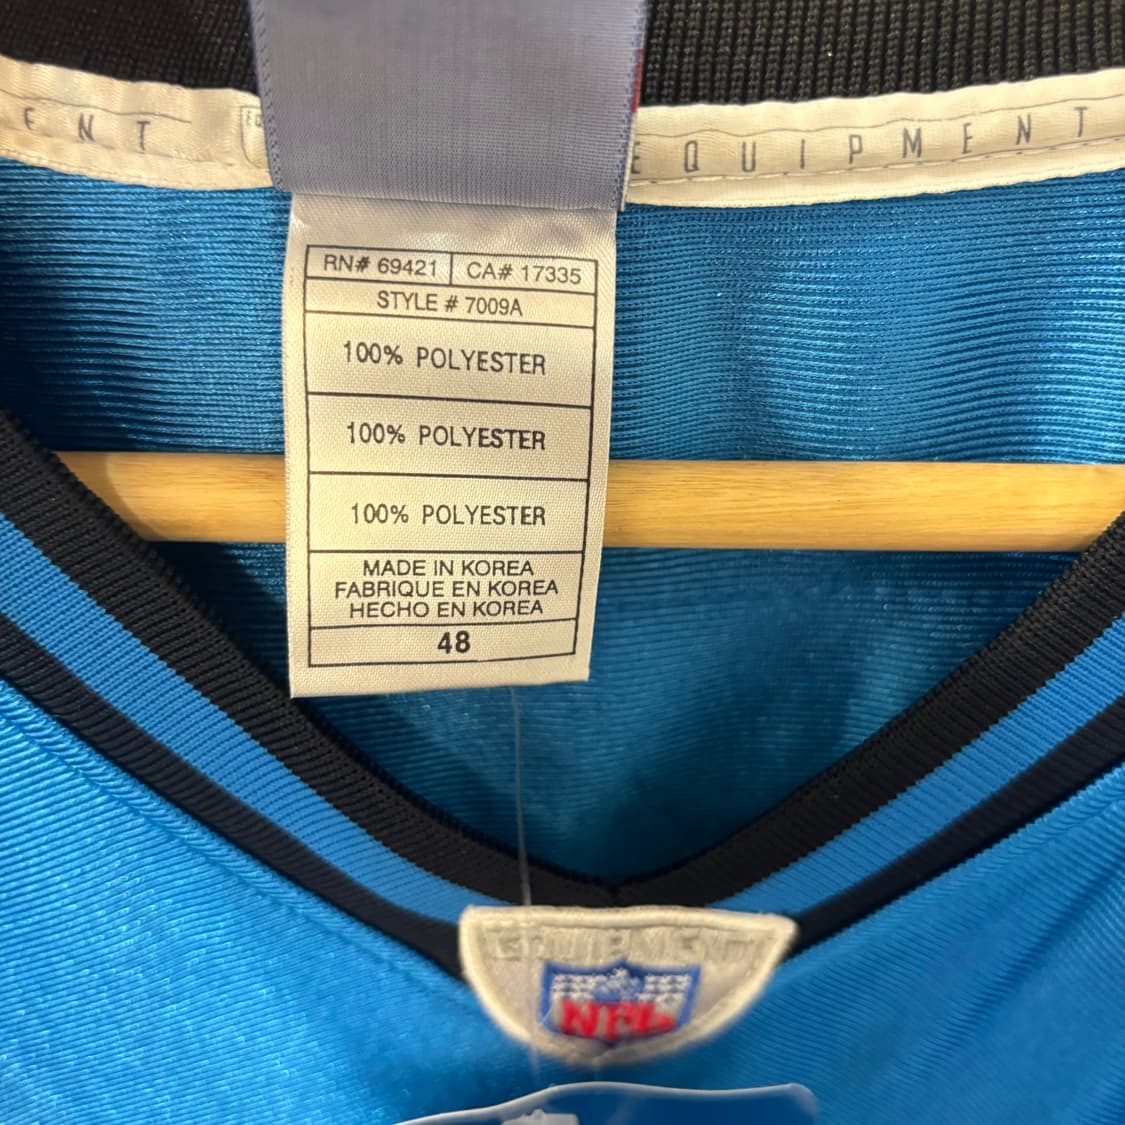 ENT
EQUIPMENT
RN# 69421 CA# 17335
STYLE # 7009A
100% POLYESTER
100% POLYESTER
100% POLYESTER
MADE IN KOREA
FABRIQUE EN KOREA
HECHO EN KOREA
48
EQUIPMENT
NFL